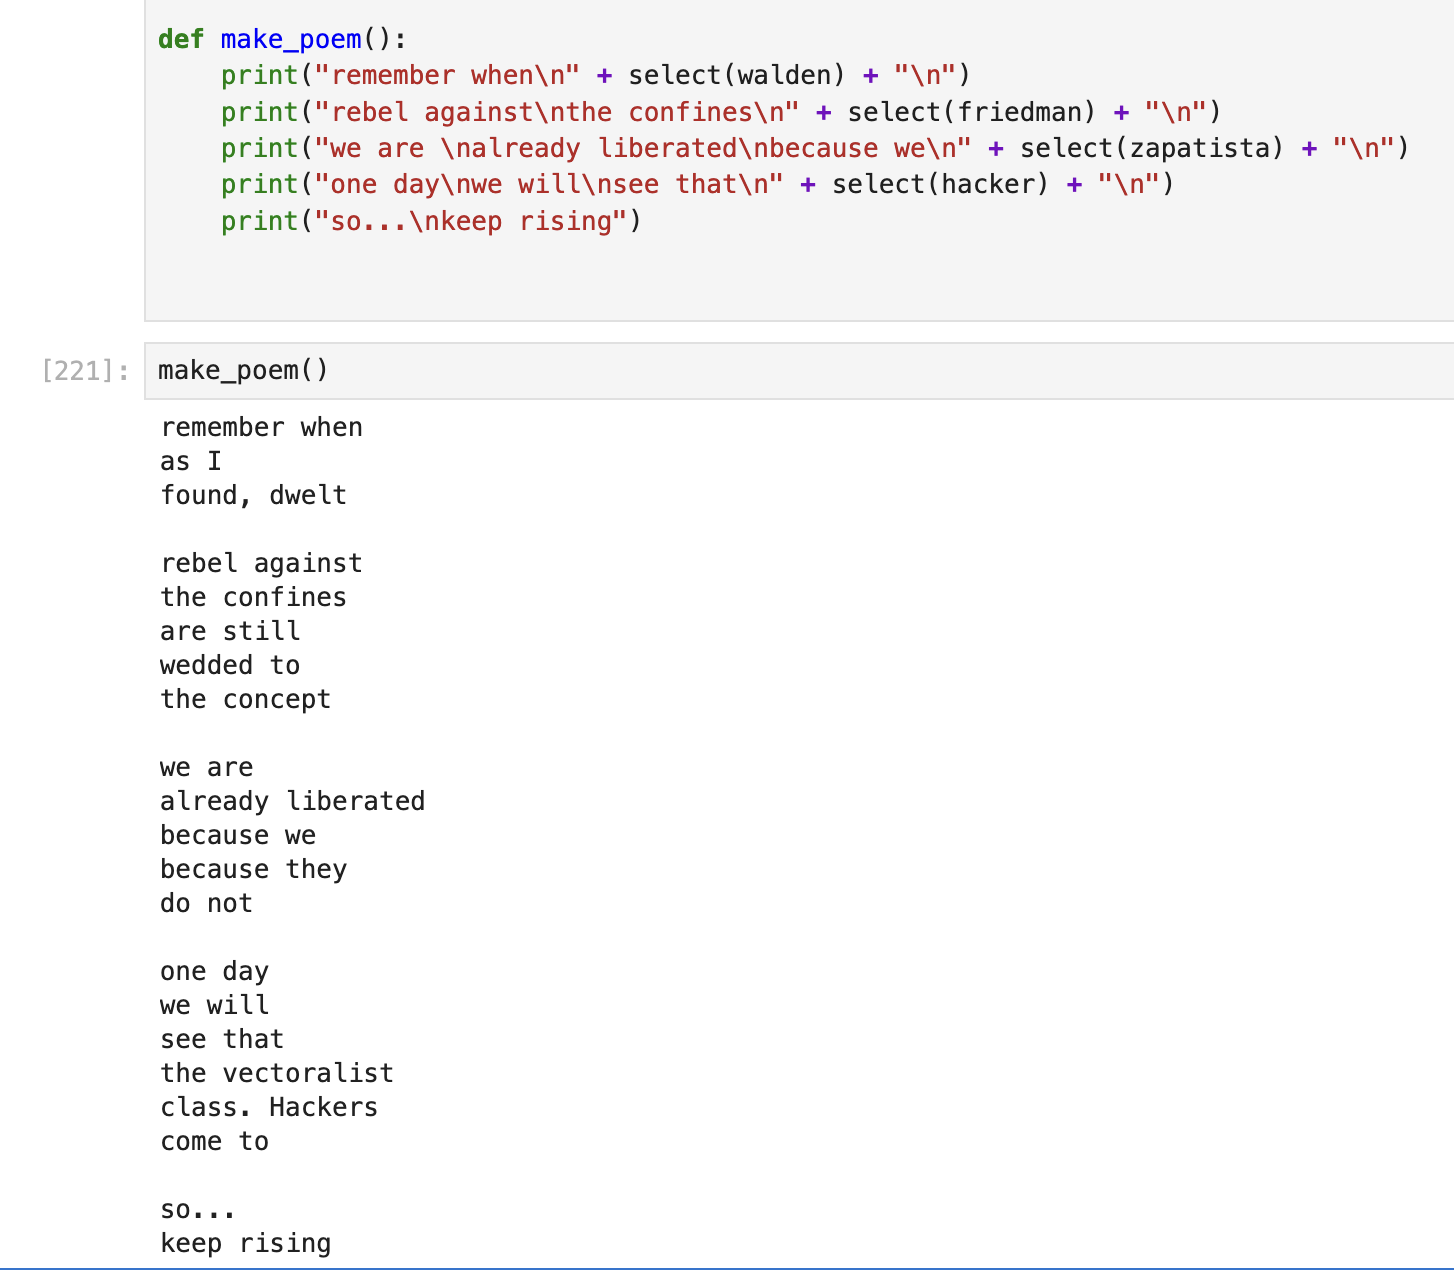 def make_poem():
    print("remember when\n" + select(walden) + "\n")
    print("rebel against\nthe confines\n" + select(friedman) + "\n")
    print("we are \nalready liberated\nbecause we\n" + select(zapatista) + "\n")
    print("one day\nwe will\nsee that\n" + select(hacker) + "\n")
    print("so...\nkeep rising")
[221]: make_poem()
remember when
as I
found, dwelt

rebel against
the confines
are still
wedded to
the concept

we are
already liberated
because we
because they
do not

one day
we will
see that
the vectoralist
class. Hackers
come to

so...
keep rising